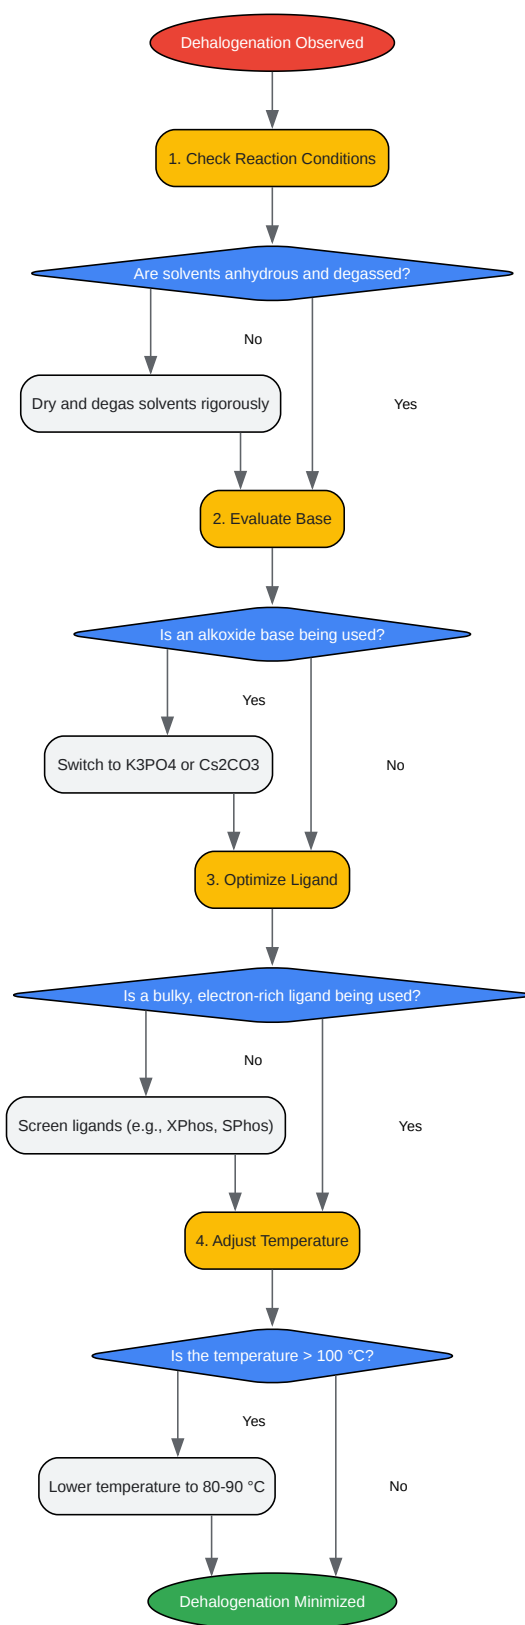 Dehalogenation Observed
1. Check Reaction Conditions
Are solvents anhydrous and degassed?
No
Dry and degas solvents rigorously
Yes
2. Evaluate Base
Is an alkoxide base being used?
Yes
Switch to K3PO4 or Cs2CO3
No
3. Optimize Ligand
Is a bulky, electron-rich ligand being used?
No
Screen ligands (e.g., XPhos, SPhos)
Yes
4. Adjust Temperature
Is the temperature > 100 °C?
Yes
Lower temperature to 80-90 °C
No
Dehalogenation Minimized